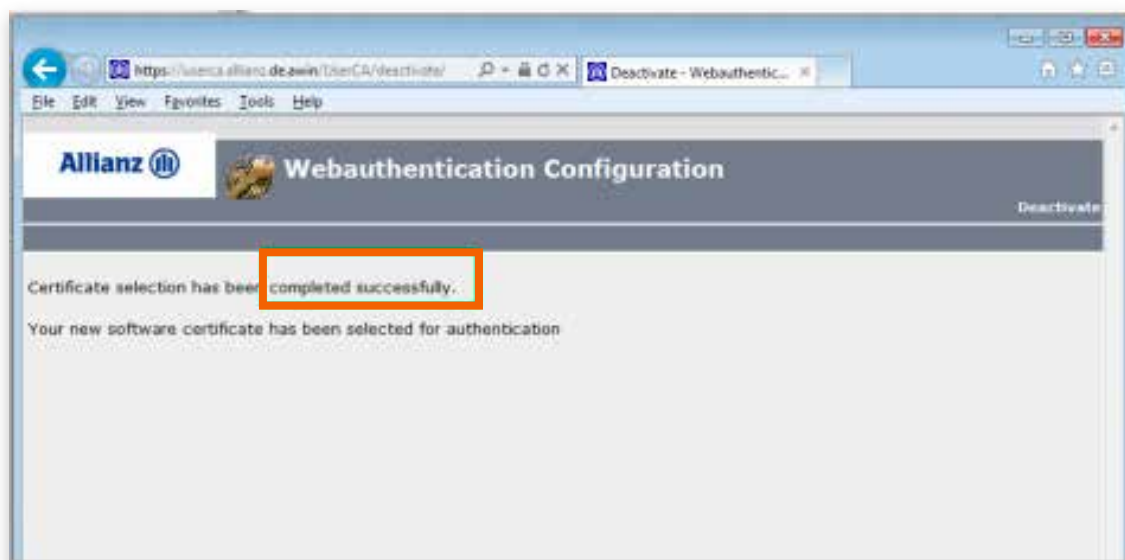 https://userca.allianz.de.awin/UserCA/deactivate/
Deactivate - Webauthentic...
File Edit View Favorites Tools Help
Allianz
Webauthentication Configuration
Deactivate
Certificate selection has been completed successfully.
Your new software certificate has been selected for authentication